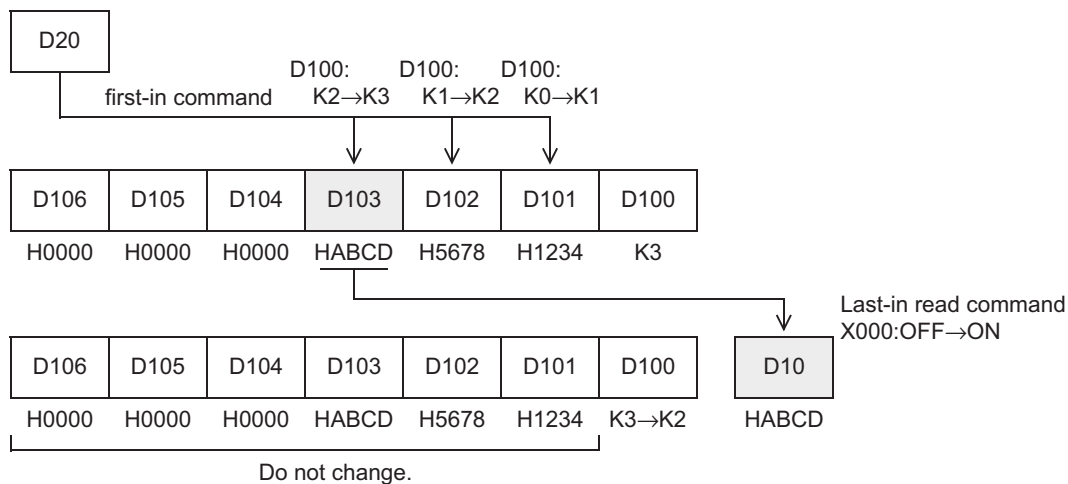 D20
D100: D100: D100:
first-in command K2→K3 K1→K2 K0→K1
D106 D105 D104 D103 D102 D101 D100
H0000 H0000 H0000 HABCD H5678 H1234 K3
Last-in read command
X000:OFF→ON
D106 D105 D104 D103 D102 D101 D100 D10
H0000 H0000 H0000 HABCD H5678 H1234 K3→K2 HABCD
Do not change.